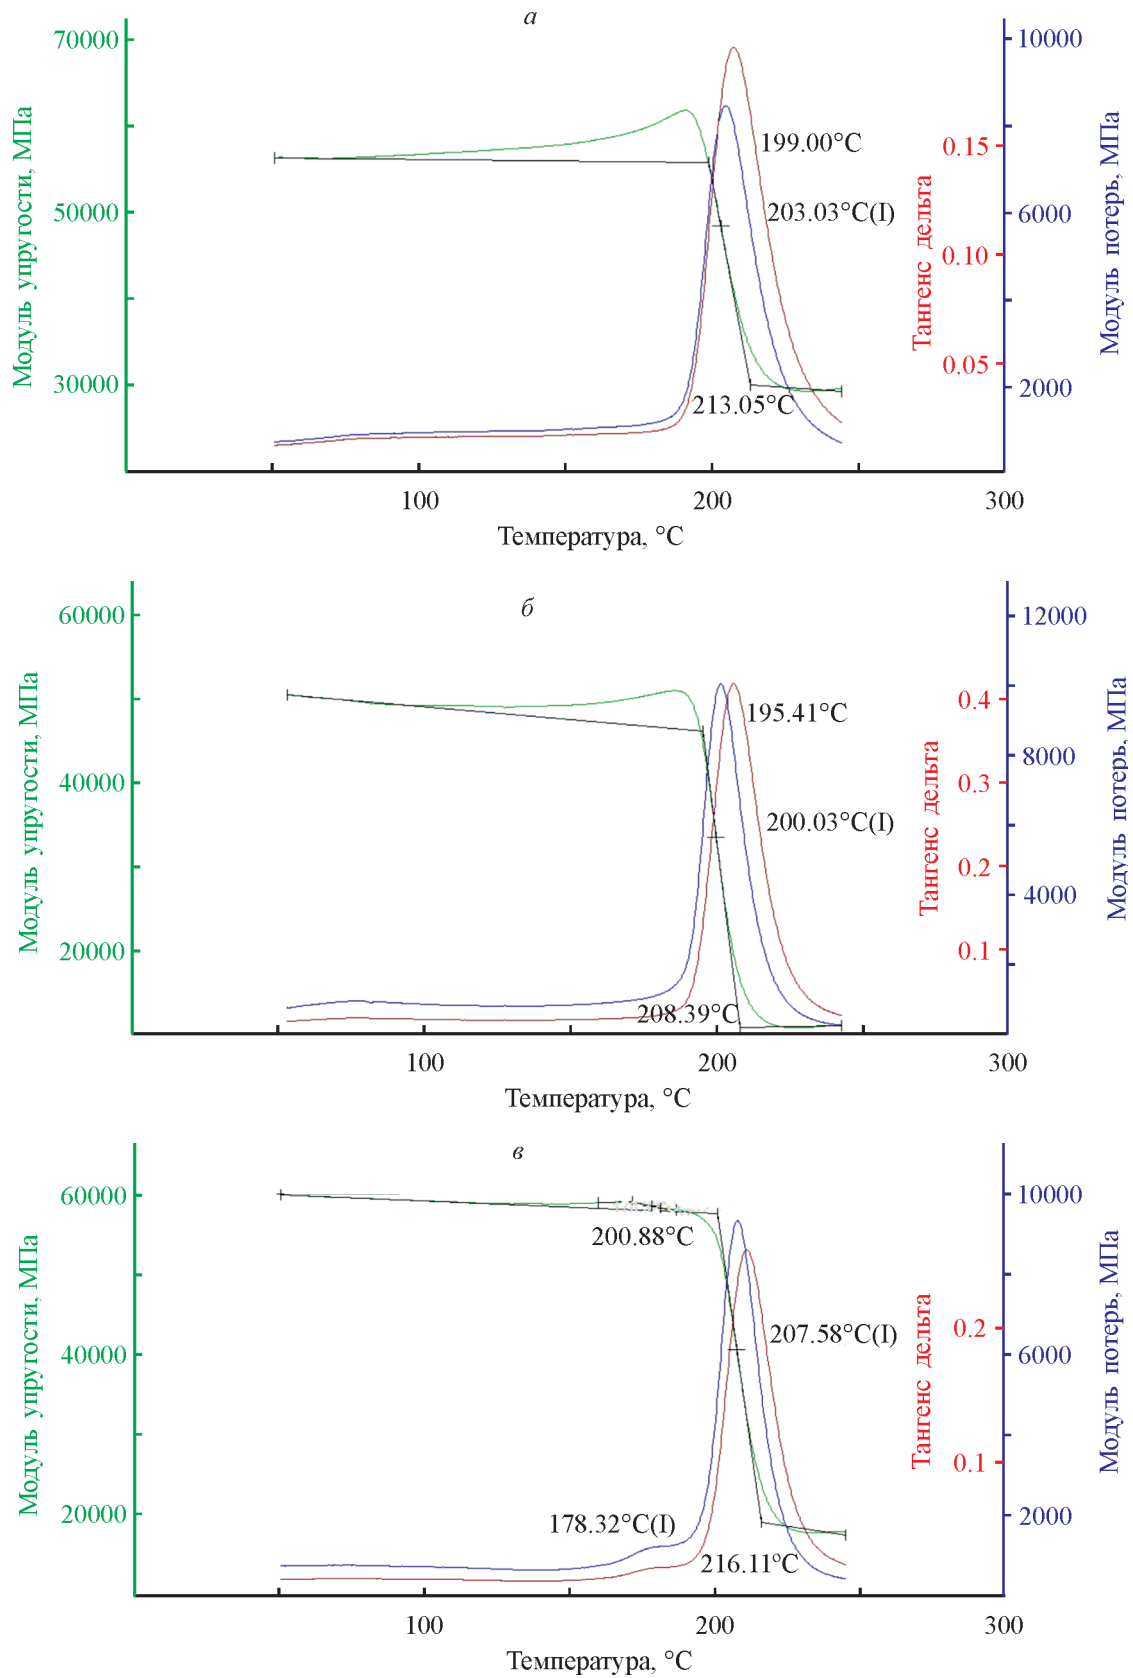 а
70000
50000
30000
Модуль упругости, МПа
10000
6000
2000
Модуль потерь, МПа
0.15
0.10
0.05
Тангенс дельта
199.00°C
203.03°C(I)
213.05°C
100
200
300
Температура, °C
б
60000
40000
20000
Модуль упругости, МПа
12000
8000
4000
Модуль потерь, МПа
0.4
0.3
0.2
0.1
Тангенс дельта
195.41°C
200.03°C(I)
208.39°C
100
200
300
Температура, °C
в
60000
40000
20000
Модуль упругости, МПа
10000
6000
2000
Модуль потерь, МПа
0.2
0.1
Тангенс дельта
200.88°C
207.58°C(I)
178.32°C(I)
216.11°C
100
200
300
Температура, °C